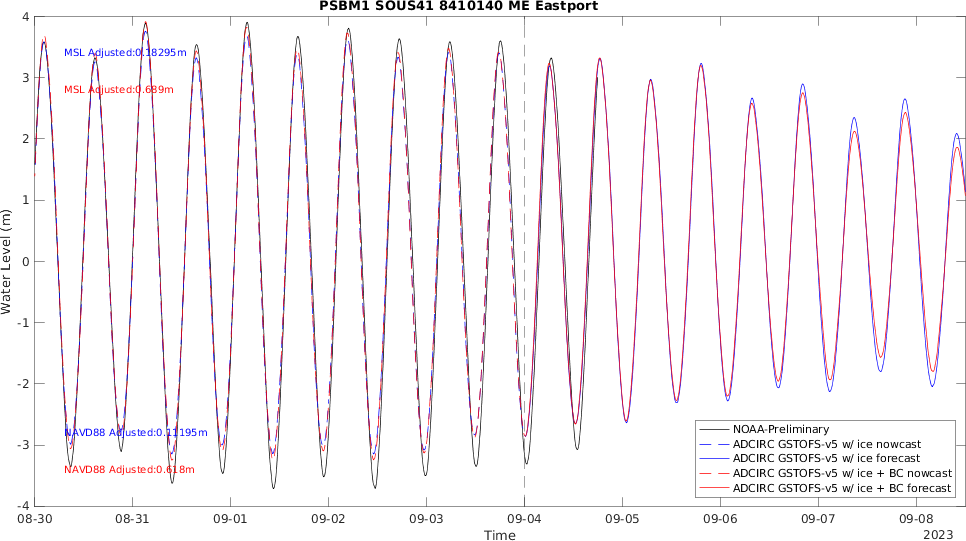 PSBM1 SOUS41 8410140 ME Eastport
Water Level (m)
4
3
2
1
0
-1
-2
-3
-4
MSL Adjusted:0.18295m
MSL Adjusted:0.689m
NAVD88 Adjusted:0.11195m
NAVD88 Adjusted:0.618m
NOAA-Preliminary
ADCIRC GSTOFS-v5 w/ ice nowcast
ADCIRC GSTOFS-v5 w/ ice forecast
ADCIRC GSTOFS-v5 w/ ice + BC nowcast
ADCIRC GSTOFS-v5 w/ ice + BC forecast
08-30 08-31 09-01 09-02 09-03 09-04 09-05 09-06 09-07 09-08
Time
2023